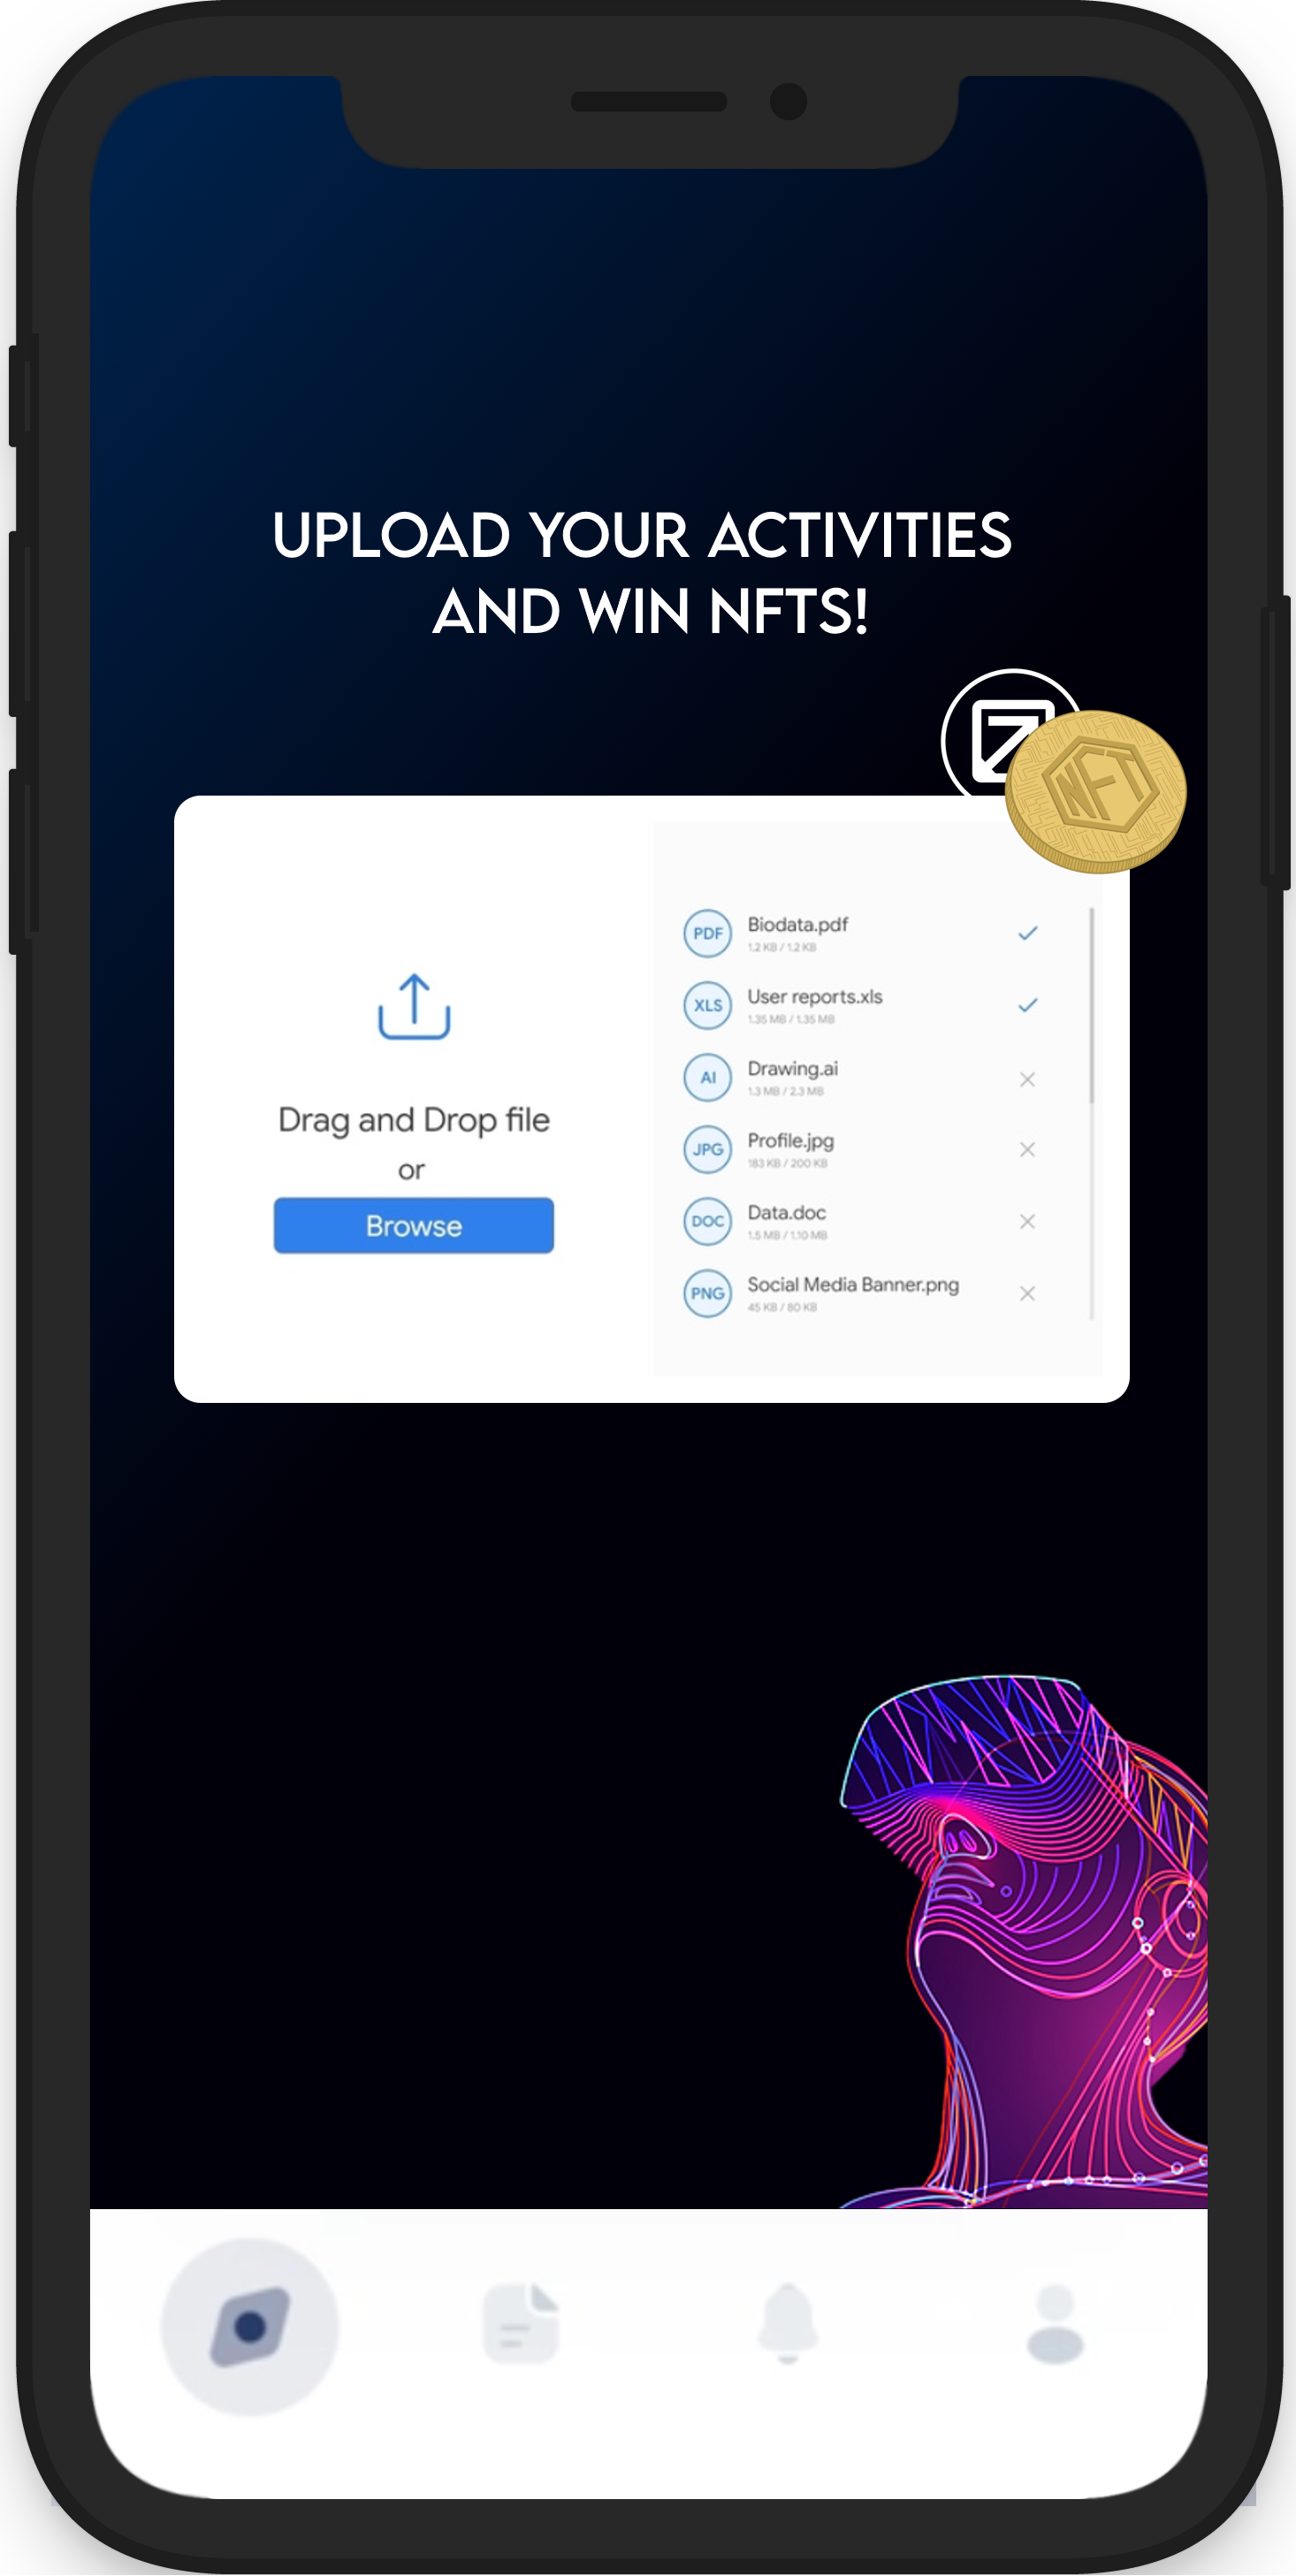 UPLOAD YOUR ACTIVITIES
AND WIN NFTS!
NFT
Drag and Drop file
or
Browse
PDF Biodata.pdf
1.2 KB / 1.2 KB
XLS User reports.xls
1.35 MB / 1.35 MB
AI Drawing.ai
1.3 MB / 2.3 MB
JPG Profile.jpg
183 KB / 200 KB
DOC Data.doc
1.5 MB / 1.10 MB
PNG Social Media Banner.png
45 KB / 80 KB